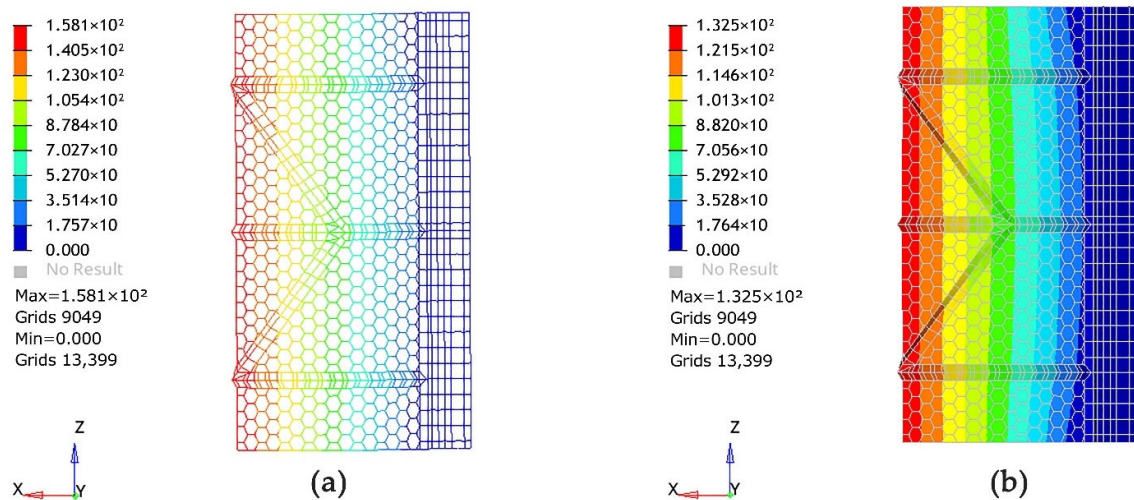 1.581×10²
1.405×10²
1.230×10²
1.054×10²
8.784×10
7.027×10
5.270×10
3.514×10
1.757×10
0.000
No Result
Max=1.581×10²
Grids 9049
Min=0.000
Grids 13,399
Z
X
Y
(a)
1.325×10²
1.215×10²
1.146×10²
1.013×10²
8.820×10
7.056×10
5.292×10
3.528×10
1.764×10
0.000
No Result
Max=1.325×10²
Grids 9049
Min=0.000
Grids 13,399
Z
X
Y
(b)